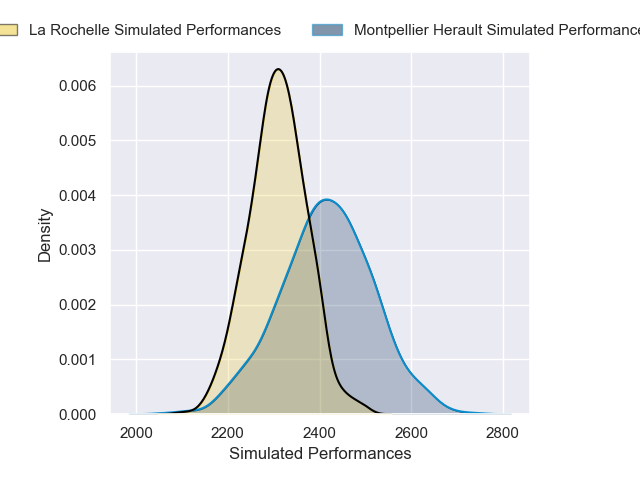 La Rochelle Simulated Performances
Montpellier Herault Simulated Performance
0.006
0.005
0.004
0.003
0.002
0.001
0.000
Density
2000 2200 2400 2600 2800
Simulated Performances